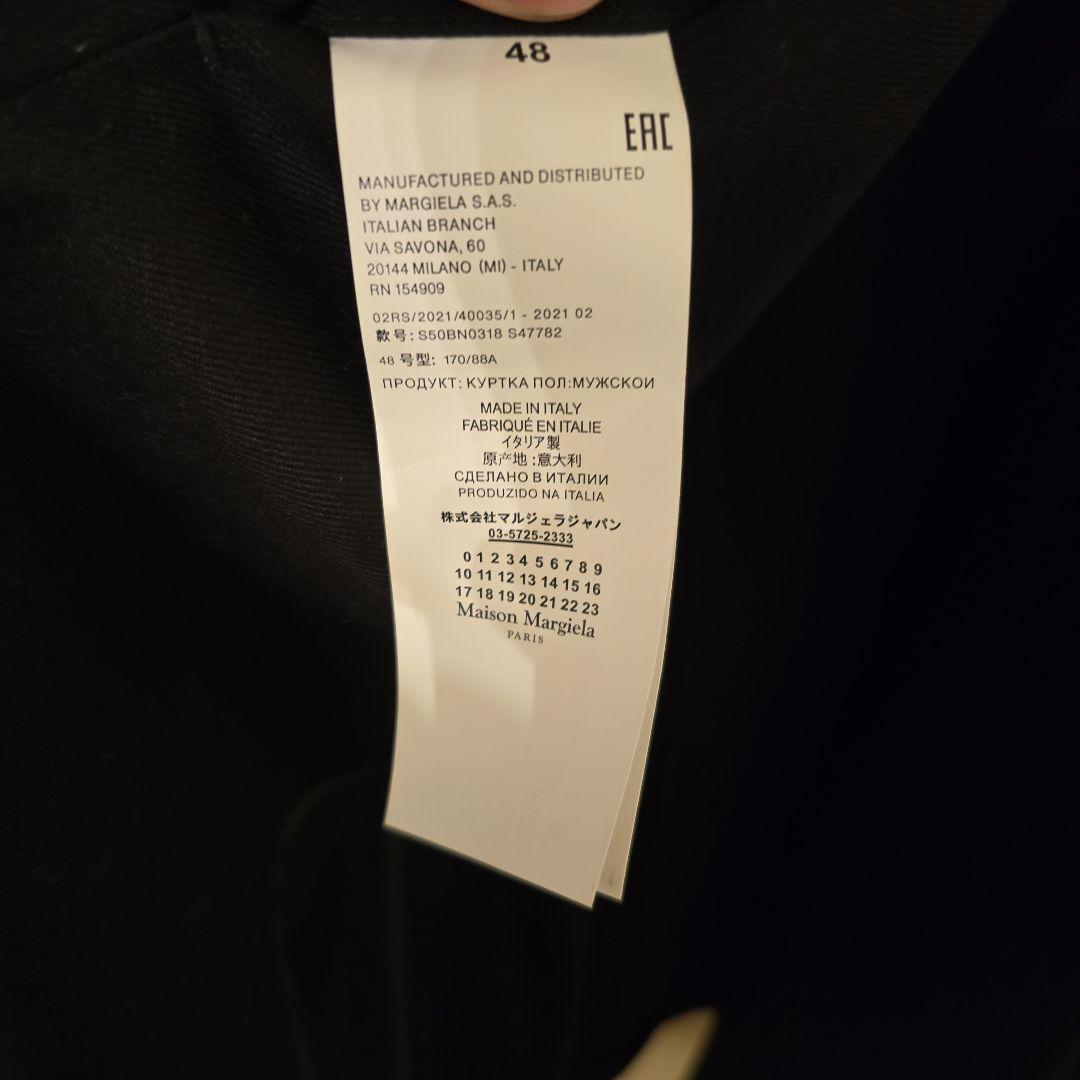 48
EAC
MANUFACTURED AND DISTRIBUTED
BY MARGIELA S.A.S.
ITALIAN BRANCH
VIA SAVONA, 60
20144 MILANO (MI) - ITALY
RN 154909
02RS/2021/40035/1 - 2021 02
款号: S50BN0318 S47782
48 号型: 170/88A
ПРОДУКТ: КУРТКА ПОЛ:МУЖСКОИ
MADE IN ITALY
FABRIQUÉ EN ITALIE
イタリア製
原产地:意大利
СДЕЛАНО В ИТАЛИИ
PRODUZIDO NA ITALIA
株式会社マルジェラジャパン
03-5725-2333
0 1 2 3 4 5 6 7 8 9
10 11 12 13 14 15 16
17 18 19 20 21 22 23
Maison Margiela
PARIS